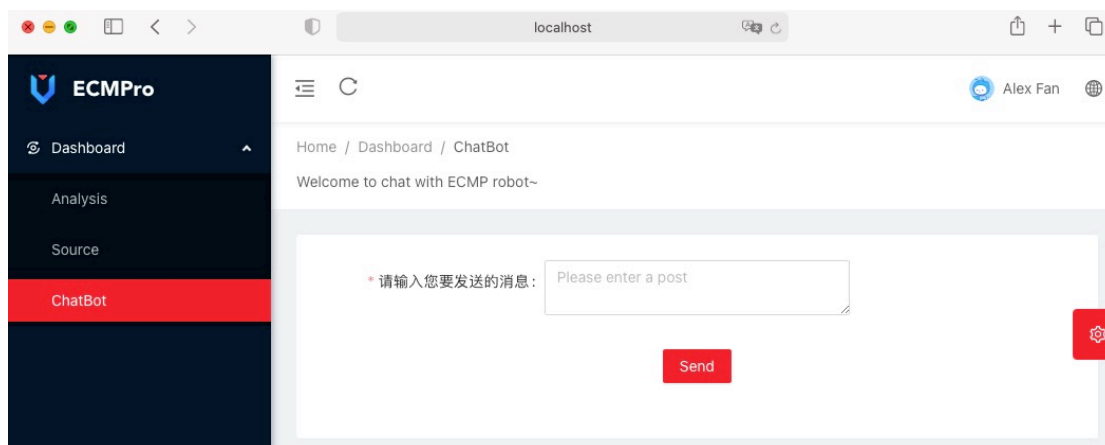 localhost
ECMPro
Alex Fan
Dashboard
Home / Dashboard / ChatBot
Welcome to chat with ECMP robot~
Analysis
Source
ChatBot
* 请输入您要发送的消息：
Please enter a post
Send